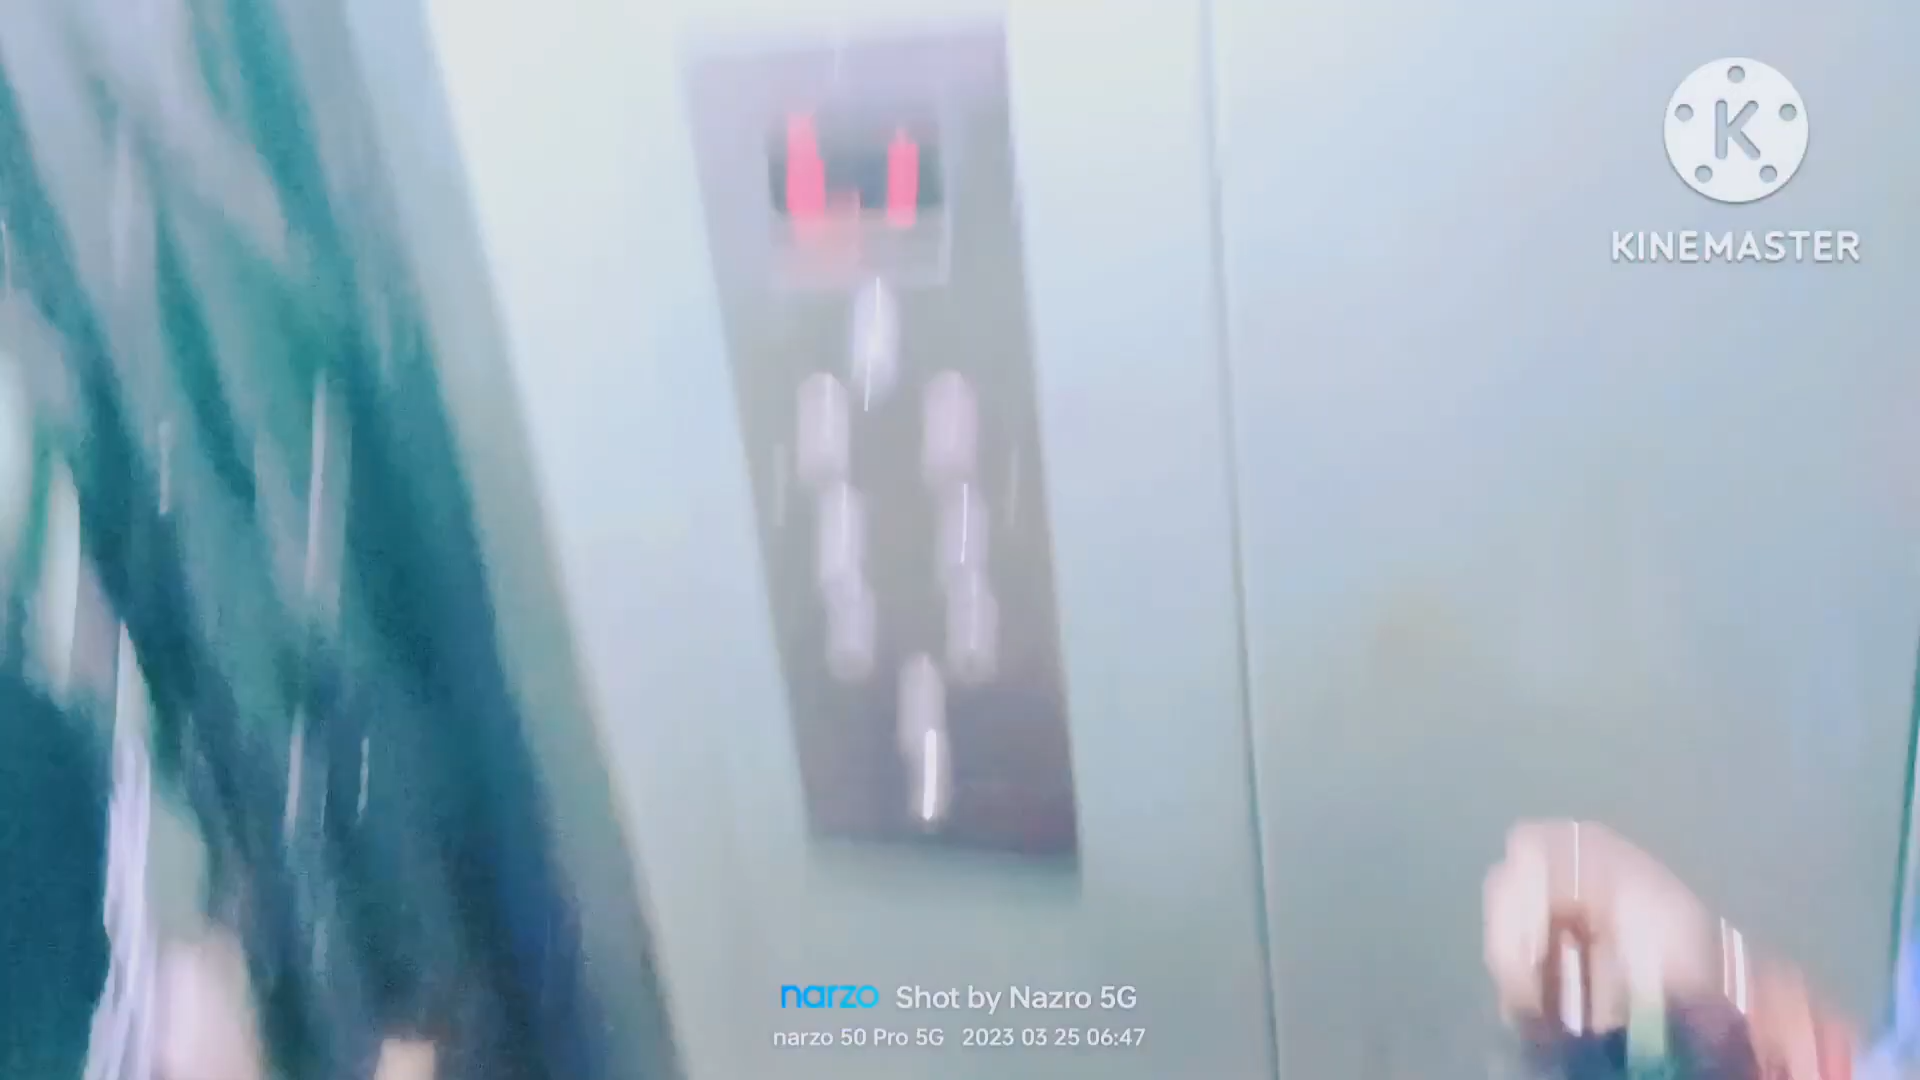 K
KINEMASTER
narzo Shot by Nazro 5G
narzo 50 Pro 5G 2023 03 25 06:47